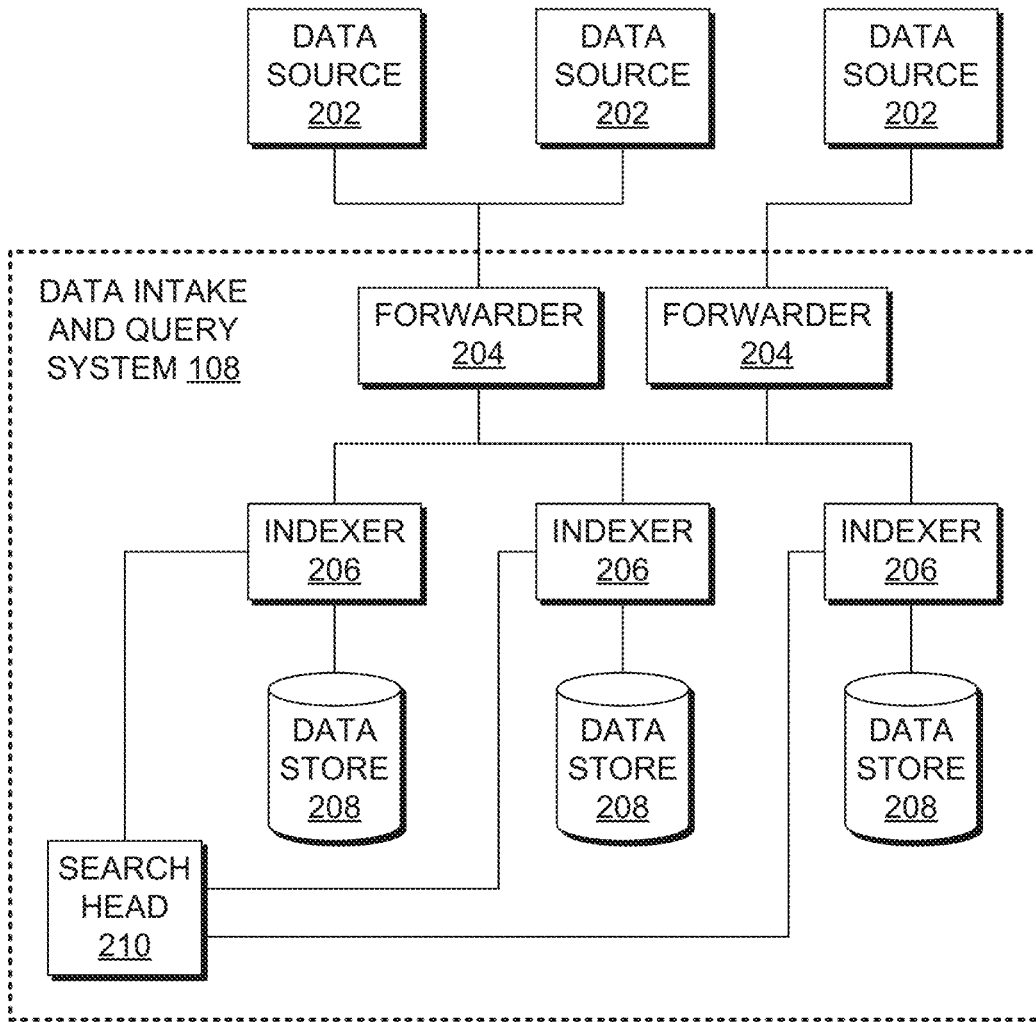 DATA
SOURCE
202
DATA
SOURCE
202
DATA
SOURCE
202
DATA INTAKE
AND QUERY
SYSTEM 108
FORWARDER
204
FORWARDER
204
INDEXER
206
INDEXER
206
INDEXER
206
DATA
STORE
208
DATA
STORE
208
DATA
STORE
208
SEARCH
HEAD
210